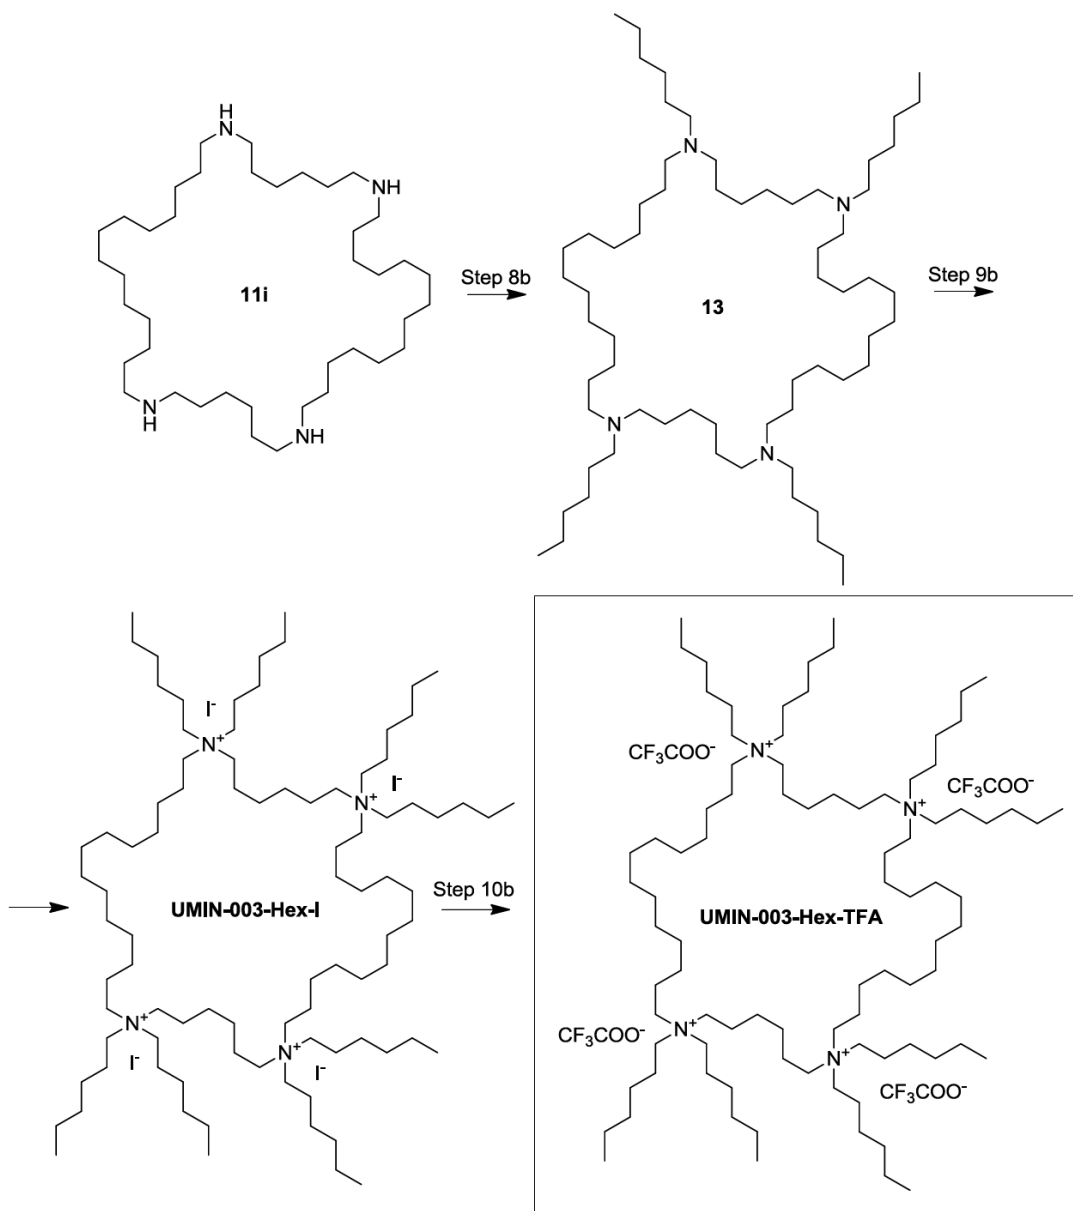 H
N
NH
11i
N
H
NH
Step 8b
N
N
13
N
N
Step 9b
I⁻
N⁺
I⁻
N⁺
UMIN-003-Hex-I
N⁺
I⁻
N⁺
I⁻
Step 10b
CF₃COO⁻
N⁺
CF₃COO⁻
N⁺
UMIN-003-Hex-TFA
CF₃COO⁻
N⁺
N⁺
CF₃COO⁻